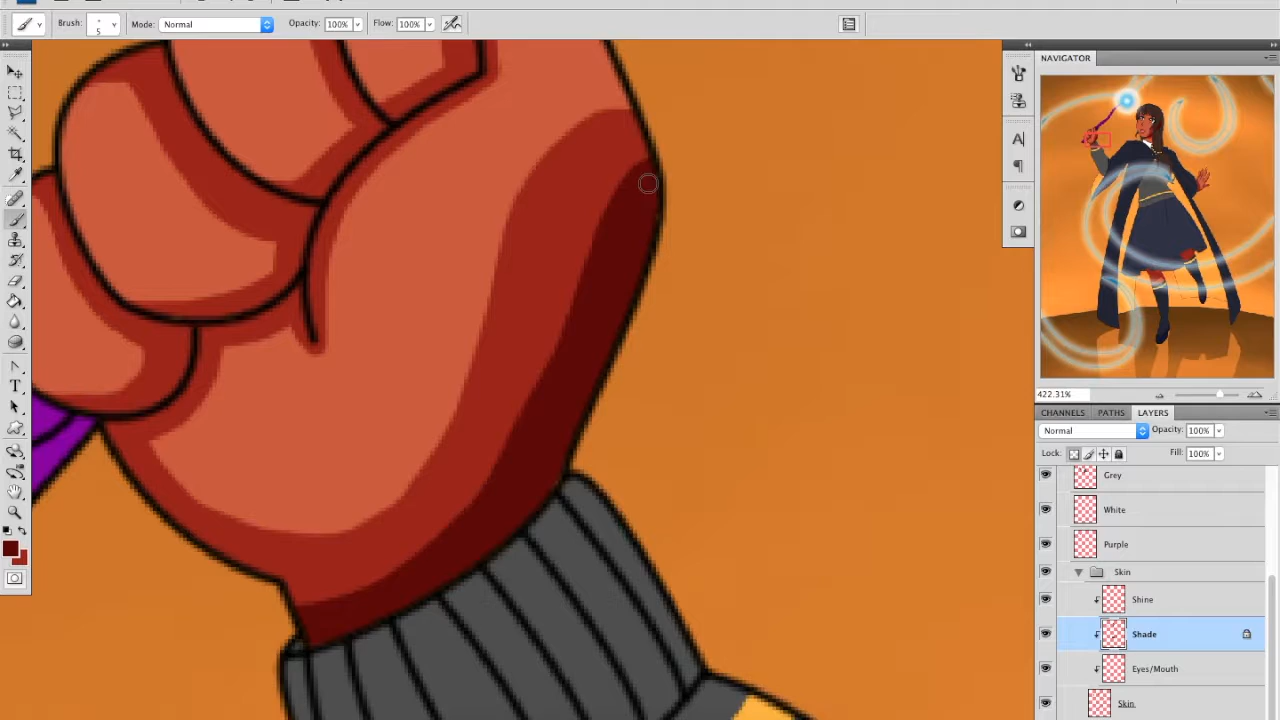 Brush: 5 Mode: Normal Opacity: 100% Flow: 100%
NAVIGATOR
422.31%
CHANNELS PATHS LAYERS
Normal Opacity: 100%
Lock: Fill: 100%
Grey
White
Purple
Skin
Shine
Shade
Eyes/Mouth
Skin